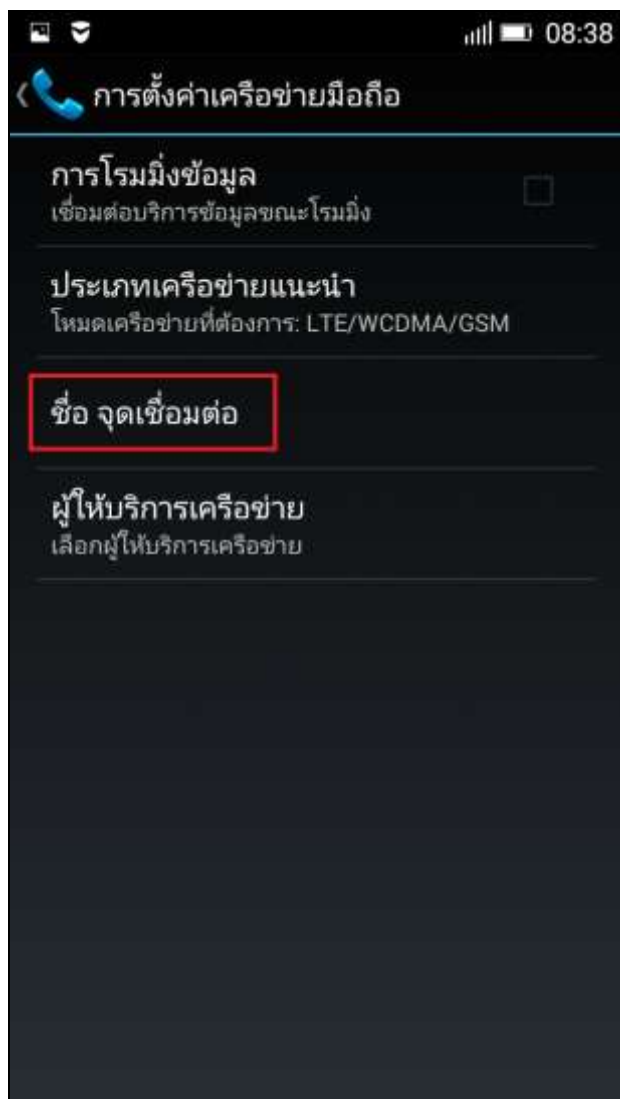 08:38
การตั้งค่าเครือข่ายมือถือ
การโรมมิ่งข้อมูล
เชื่อมต่อบริการข้อมูลขณะโรมมิ่ง
ประเภทเครือข่ายแนะนำ
โหมดเครือข่ายที่ต้องการ: LTE/WCDMA/GSM
ชื่อ จุดเชื่อมต่อ
ผู้ให้บริการเครือข่าย
เลือกผู้ให้บริการเครือข่าย